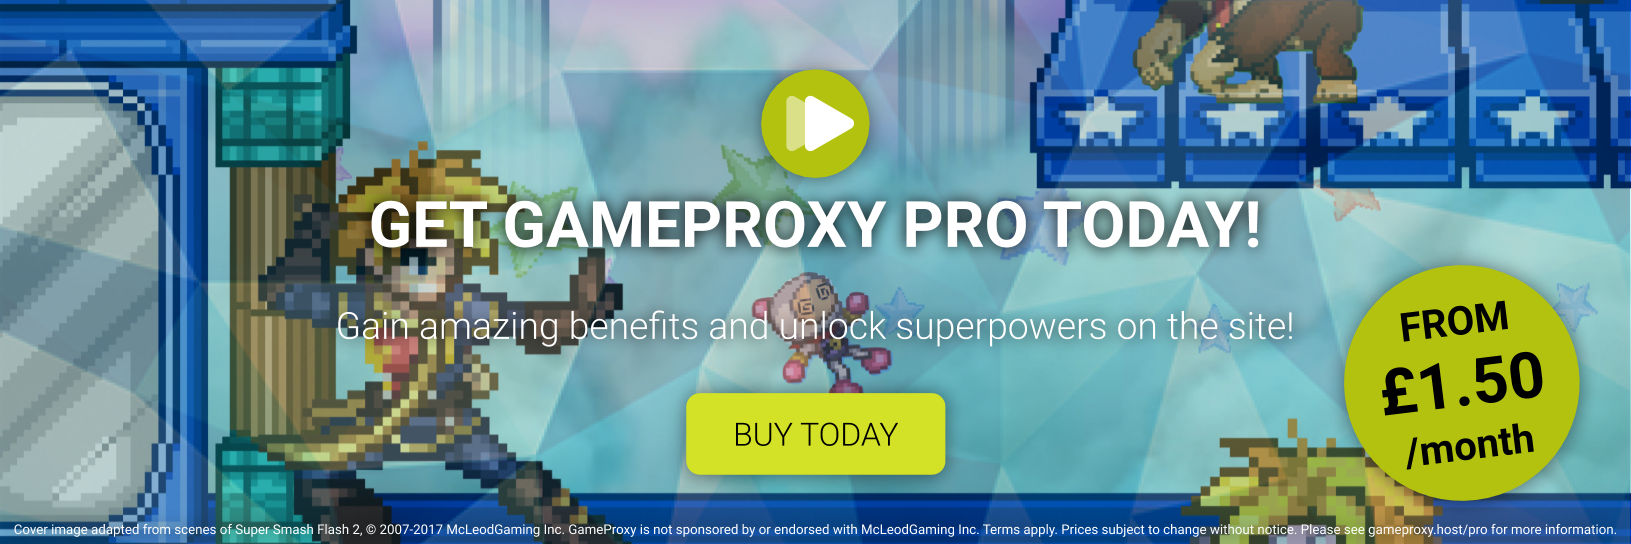 GET GAMEPROXY PRO TODAY!
Gain amazing benefits and unlock superpowers on the site!
BUY TODAY
FROM
£1.50
/month
Cover image adapted from scenes of Super Smash Flash 2, © 2007-2017 McLeodGaming Inc. GameProxy is not sponsored by or endorsed with McLeodGaming Inc. Terms apply. Prices subject to change without notice. Please see gameproxy.host/pro for more information.